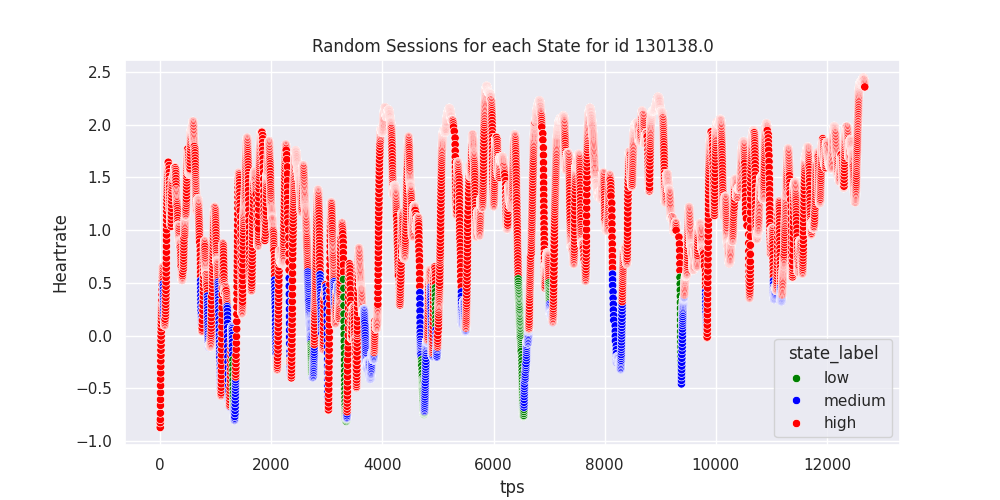 Random Sessions for each State for id 130138.0
Heartrate
2.5
2.0
1.5
1.0
0.5
0.0
−0.5
−1.0
0 2000 4000 6000 8000 10000 12000
tps
state_label
low
medium
high